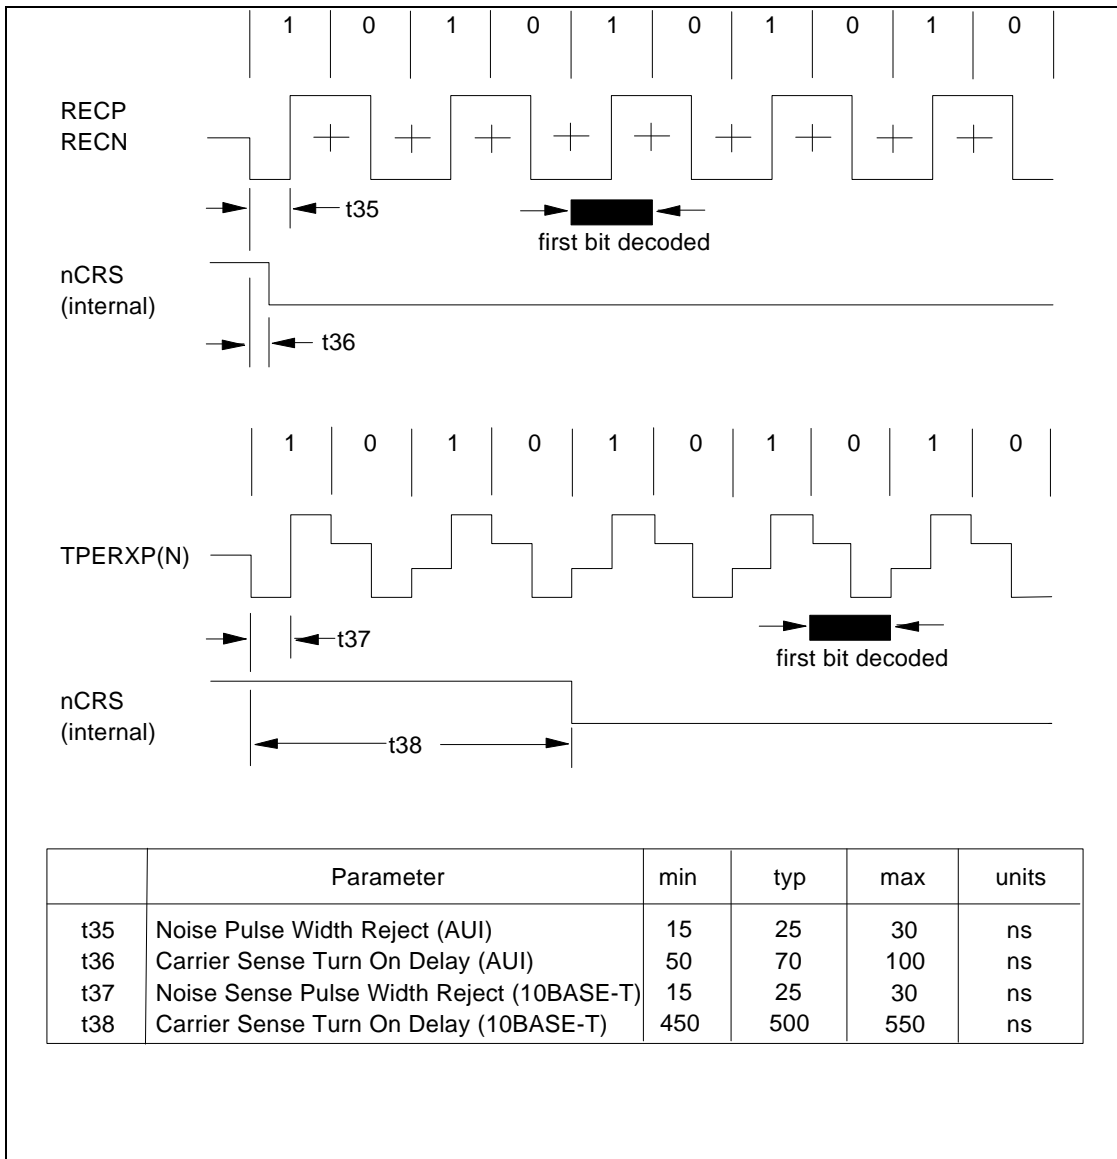 1 0 1 0 1 0 1 0 1 0
RECP
RECN
t35
first bit decoded
nCRS
(internal)
t36
1 0 1 0 1 0 1 0 1 0
TPERXP(N)
t37
first bit decoded
nCRS
(internal)
t38
Parameter min typ max units
t35 Noise Pulse Width Reject (AUI) 15 25 30 ns
t36 Carrier Sense Turn On Delay (AUI) 50 70 100 ns
t37 Noise Sense Pulse Width Reject (10BASE-T) 15 25 30 ns
t38 Carrier Sense Turn On Delay (10BASE-T) 450 500 550 ns